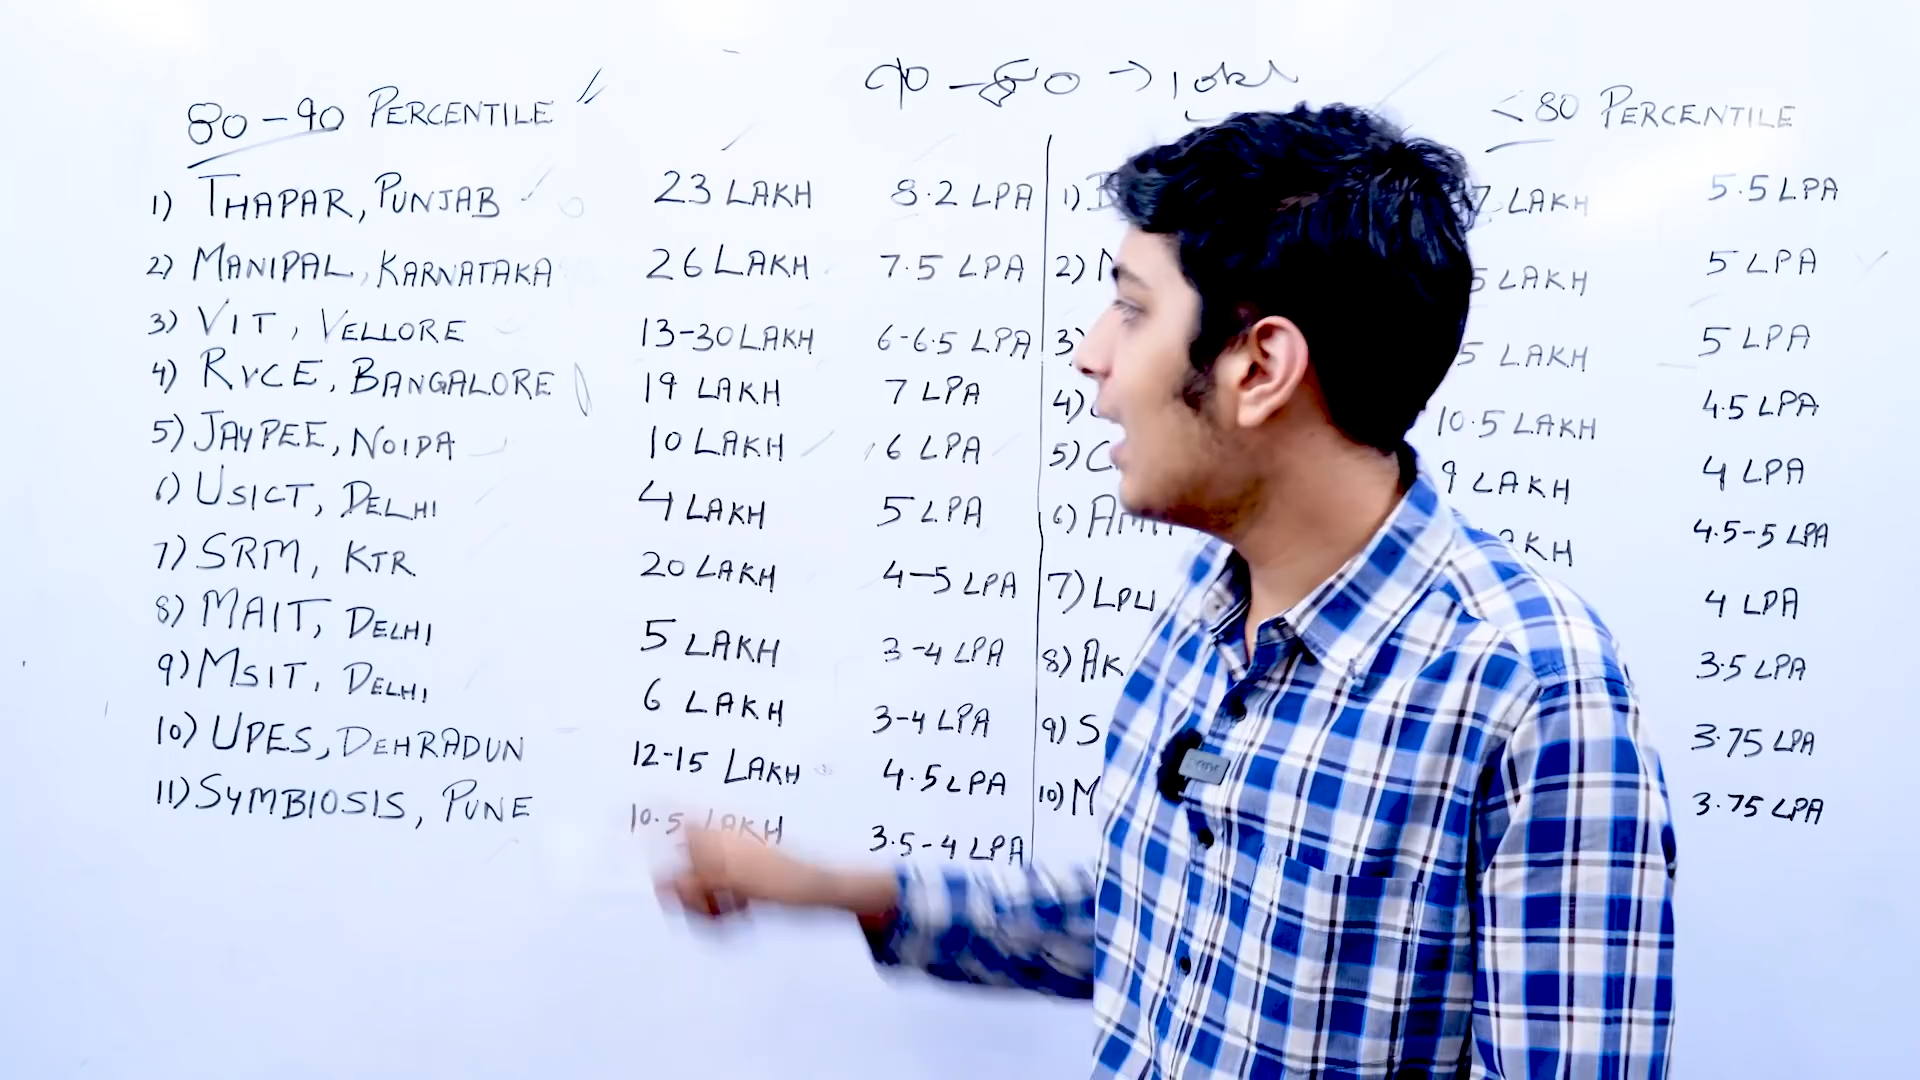 80-90 PERCENTILE
90-80 →
1) THAPAR, PUNJAB 23 LAKH 8.2 LPA
2) MANIPAL, KARNATAKA 26 LAKH 7.5 LPA
3) VIT, VELLORE 13-30 LAKH 6-6.5 LPA
4) RVCE, BANGALORE 19 LAKH 7 LPA
5) JAYPEE, NOIDA 10 LAKH 6 LPA
6) USICT, DELHI 4 LAKH 5 LPA
7) SRM, KTR 20 LAKH 4-5 LPA
8) MAIT, DELHI 5 LAKH 3-4 LPA
9) MSIT, DELHI 6 LAKH 3-4 LPA
10) UPES, DEHRADUN 12-15 LAKH 4.5 LPA
11) SYMBIOSIS, PUNE 10.5 LAKH 3.5-4 LPA
<80 PERCENTILE
1) 7 LAKH 5.5 LPA
2) 5 LAKH 5 LPA
3) 5 LAKH 5 LPA
4) 10.5 LAKH 4.5 LPA
5) C 9 LAKH 4 LPA
6) AM 4.5-5 LPA
7) LPU 4 LPA
8) AK 3.5 LPA
9) S 3.75 LPA
10) M 3.75 LPA